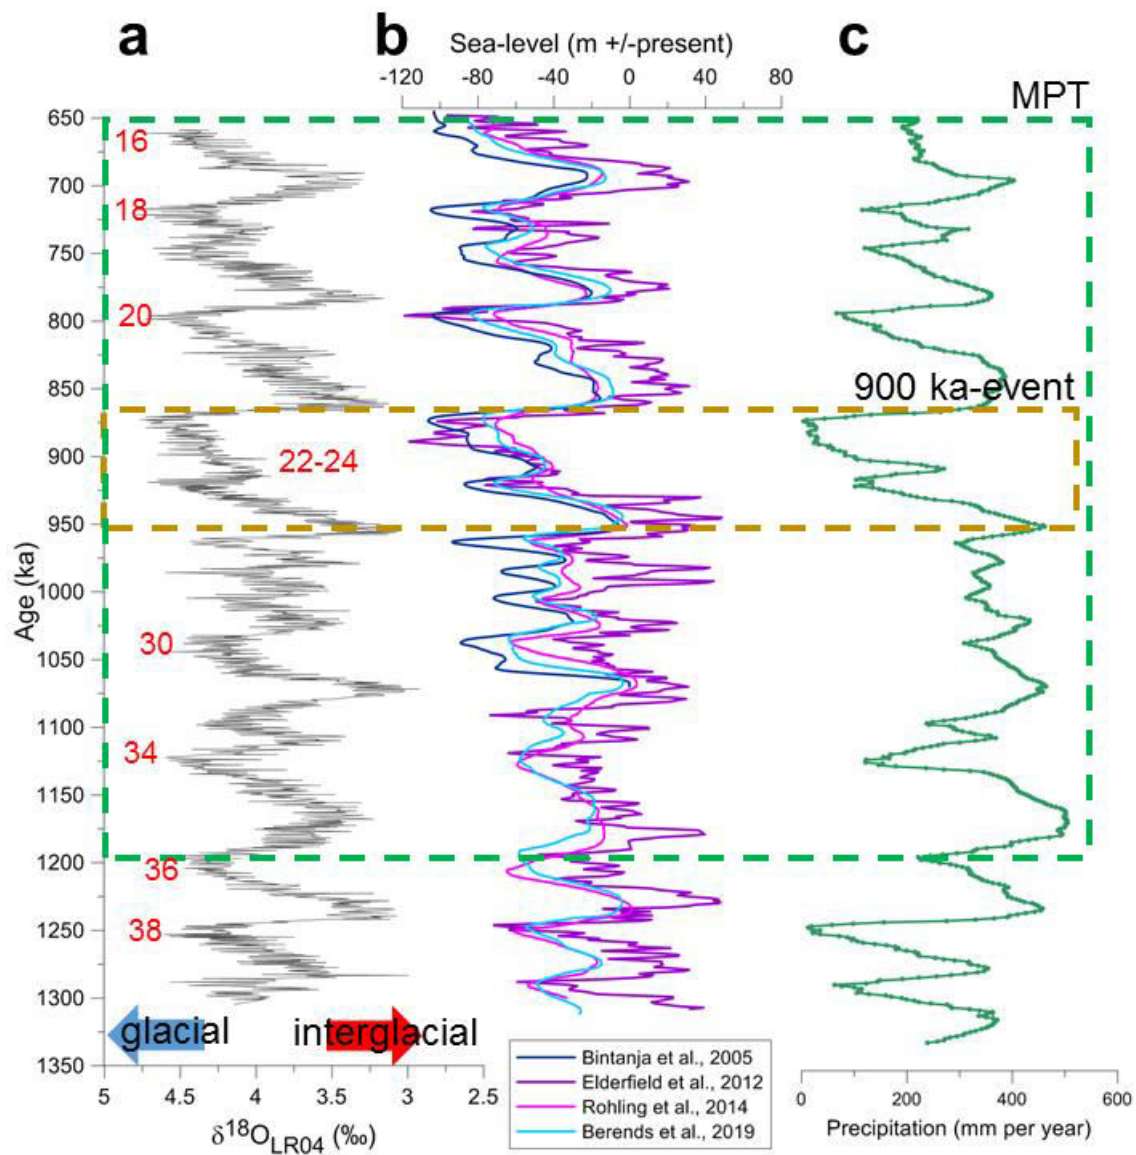 a
b
c
Sea-level (m +/-present)
-120 -80 -40 0 40 80
MPT
650
700
750
800
850
900
950
1000
1050
1100
1150
1200
1250
1300
1350
Age (ka)
16
18
20
22-24
30
34
36
38
900 ka-event
glacial
interglacial
5 4.5 4 3.5 3 2.5
δ18OLR04 (‰)
Bintanja et al., 2005
Elderfield et al., 2012
Rohling et al., 2014
Berends et al., 2019
0 200 400 600
Precipitation (mm per year)